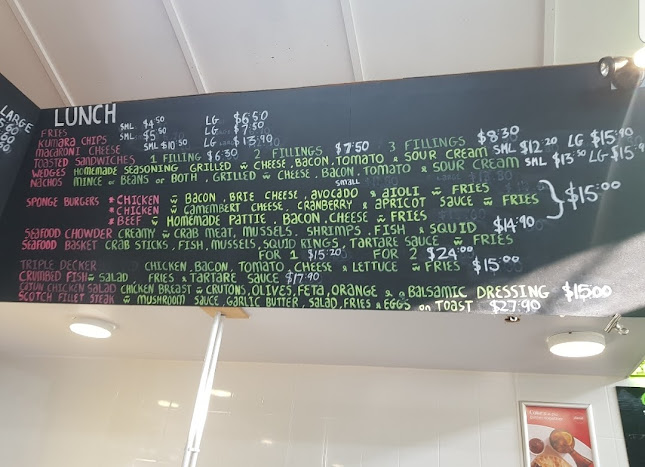 LARGE
LUNCH
FRIES SML $4.50 LG $6.50
KUMARA CHIPS SML $5.50 LG $7.50
MACARONI CHEESE SML $10.50 LG $13.90
TOASTED SANDWICHES 1 FILLING $6.30 2 FILLINGS $7.50 3 FILLINGS $8.30
WEDGES HOMEMADE SEASONING GRILLED w CHEESE, BACON, TOMATO & SOUR CREAM SML $12.20 LG $15.90
NACHOS MINCE or BEANS or BOTH, GRILLED w CHEESE, BACON, TOMATO & SOUR CREAM SML $13.50 LG-$15.9
SMALL
SPONGE BURGERS * CHICKEN w BACON, BRIE CHEESE, AVOCADO & AIOLI w FRIES
* CHICKEN w CAMEMBERT CHEESE, CRANBERRY & APRICOT SAUCE w FRIES $15.00
* BEEF w HOMEMADE PATTIE, BACON, CHEESE w FRIES
SEAFOOD CHOWDER CREAMY w CRAB MEAT, MUSSELS, SHRIMPS, FISH & SQUID $14.90
SEAFOOD BASKET CRAB STICKS, FISH, MUSSELS, SQUID RINGS, TARTARE SAUCE w FRIES
FOR 1 $15.20 FOR 2 $24.00
TRIPLE DECKER CHICKEN, BACON, TOMATO CHEESE & LETTUCE w FRIES $15.00
CRUMBED FISH w SALAD, FRIES & TARTARE SAUCE $17.90
CAJUN CHICKEN SALAD CHICKEN BREAST w CRUTONS, OLIVES, FETA, ORANGE & a BALSAMIC DRESSING $15.00
SCOTCH FILLET STEAK w MUSHROOM SAUCE, GARLIC BUTTER, SALAD, FRIES & EGGS on TOAST $27.90